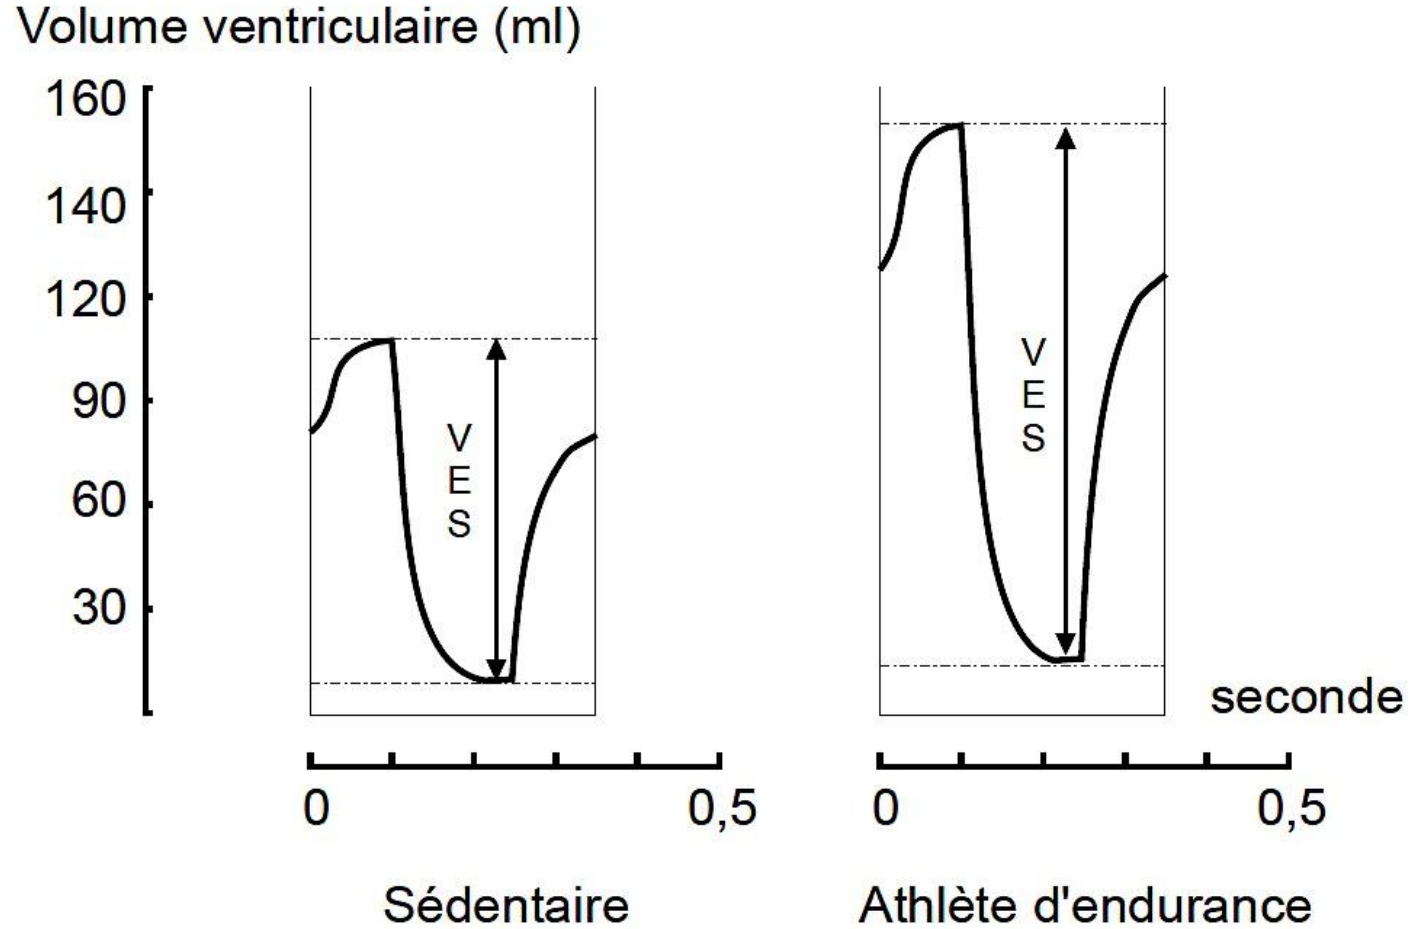 Volume ventriculaire (ml)
160
140
120
90
60
30
V
E
S
V
E
S
seconde
0
0,5
0
0,5
Sédentaire
Athlète d'endurance